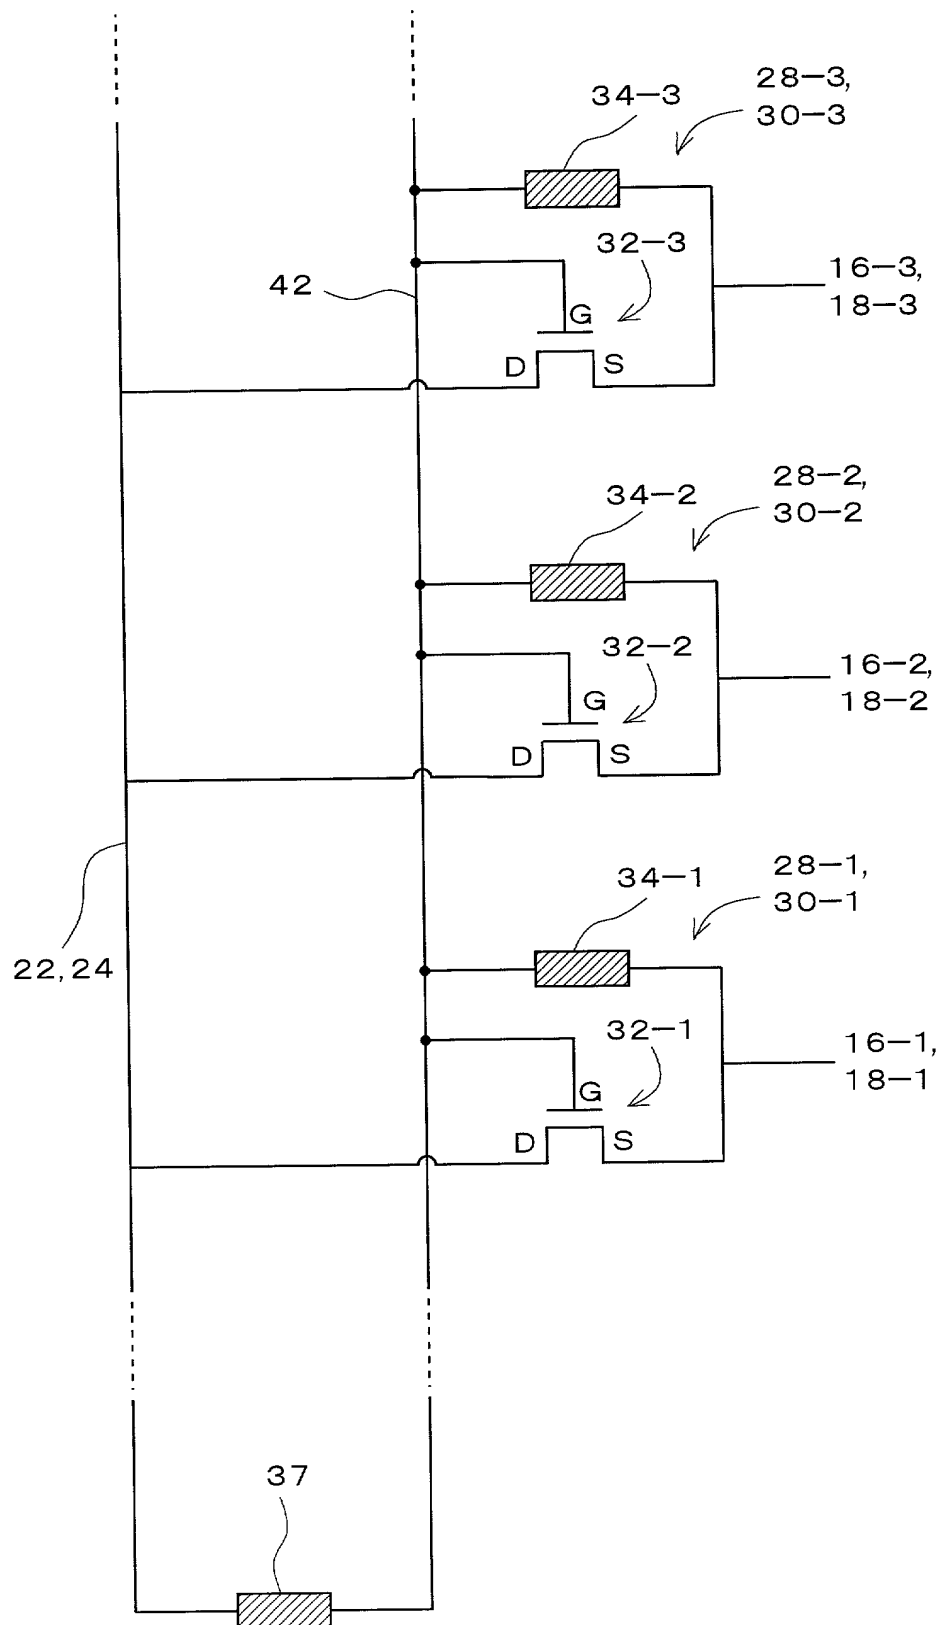 34-3
28-3,
30-3
32-3
42
G
D
S
16-3,
18-3
34-2
28-2,
30-2
32-2
G
D
S
16-2,
18-2
34-1
28-1,
30-1
22,24
32-1
G
D
S
16-1,
18-1
37